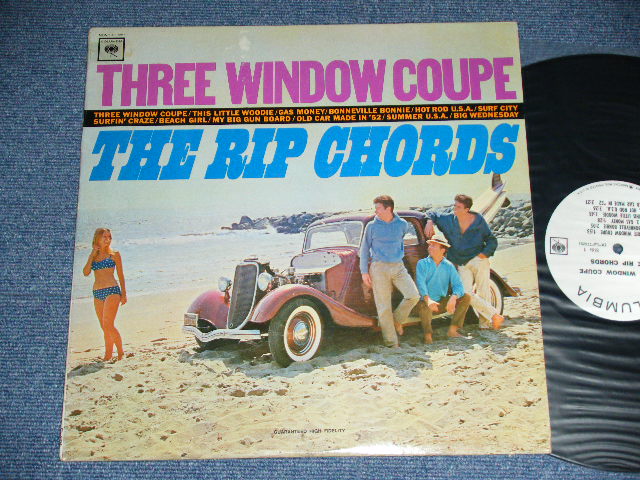 COLUMBIA
THREE WINDOW COUPE
THREE WINDOW COUPE/THIS LITTLE WOODIE/GAS MONEY/BONNEVILLE BONNIE/HOT ROD U.S.A./SURF CITY
SURFIN' CRAZE/BEACH GIRL/MY BIG GUN BOARD/OLD CAR MADE IN '52/SUMMER U.S.A./BIG WEDNESDAY
THE RIP CHORDS
GUARANTEED HIGH FIDELITY
WINDOW COUPE
RIP CHORDS
COLUMBIA